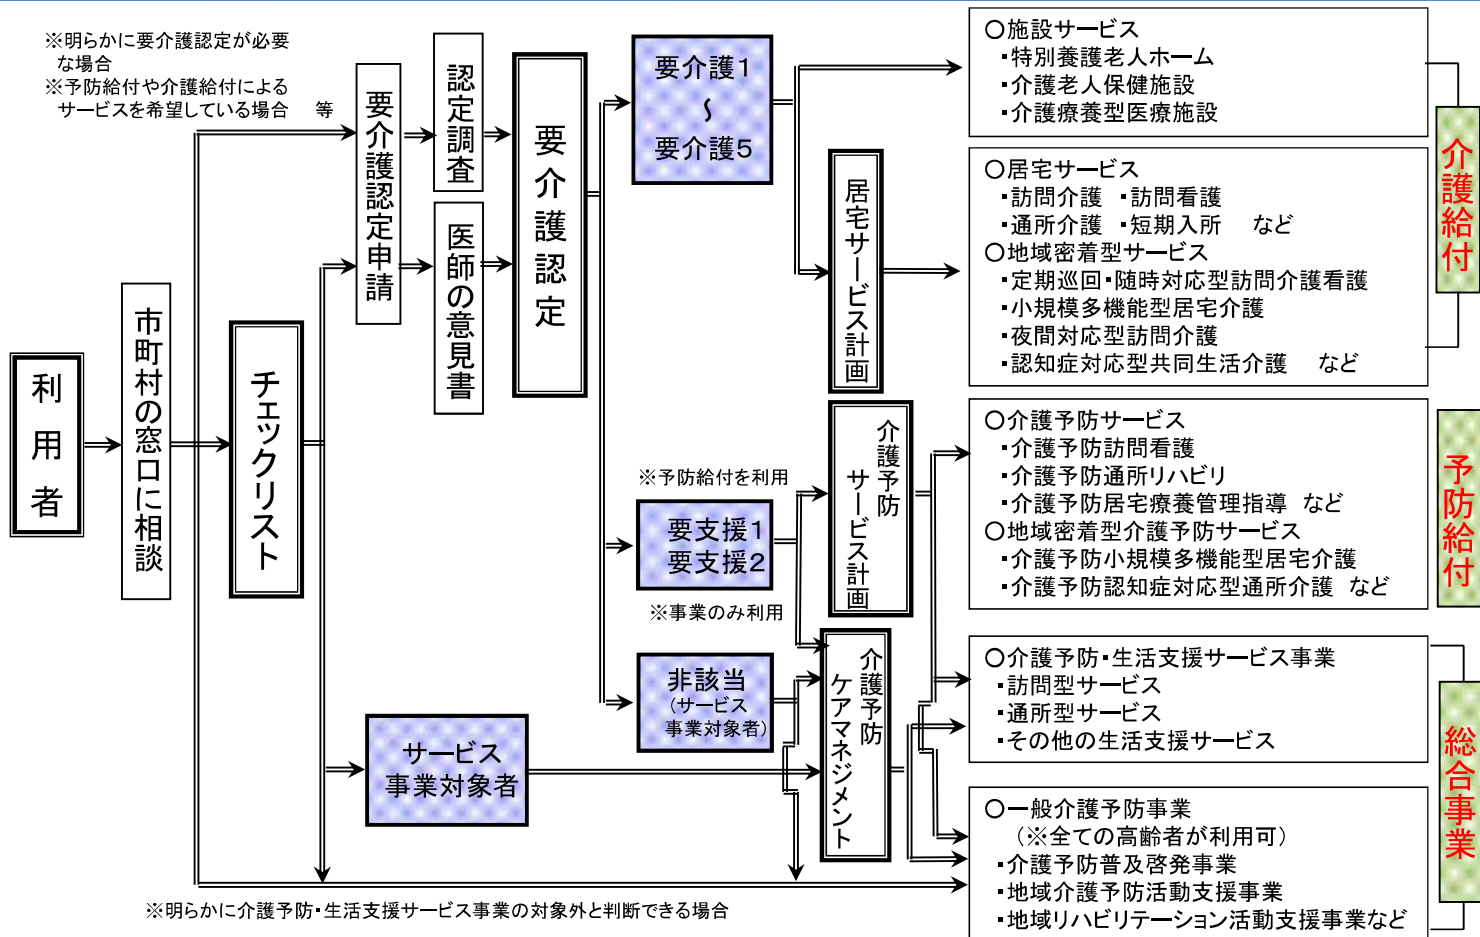 ※明らかに要介護認定が必要
な場合
※予防給付や介護給付による
サービスを希望している場合　等
利用者
市町村の窓口に相談
チェックリスト
要介護認定申請
認定調査
医師の意見書
要介護認定
要介護1
～
要介護5
※予防給付を利用
要支援1
要支援2
※事業のみ利用
非該当
(サービス
事業対象者)
サービス
事業対象者
居宅サービス計画
介護予防
サービス計画
介護予防
ケアマネジメント
○施設サービス
・特別養護老人ホーム
・介護老人保健施設
・介護療養型医療施設
○居宅サービス
・訪問介護　・訪問看護
・通所介護　・短期入所　など
○地域密着型サービス
・定期巡回・随時対応型訪問介護看護
・小規模多機能型居宅介護
・夜間対応型訪問介護
・認知症対応型共同生活介護　など
介護給付
○介護予防サービス
・介護予防訪問看護
・介護予防通所リハビリ
・介護予防居宅療養管理指導　など
○地域密着型介護予防サービス
・介護予防小規模多機能型居宅介護
・介護予防認知症対応型通所介護　など
予防給付
○介護予防・生活支援サービス事業
・訪問型サービス
・通所型サービス
・その他の生活支援サービス
○一般介護予防事業
（※全ての高齢者が利用可）
・介護予防普及啓発事業
・地域介護予防活動支援事業
・地域リハビリテーション活動支援事業など
総合事業
※明らかに介護予防・生活支援サービス事業の対象外と判断できる場合